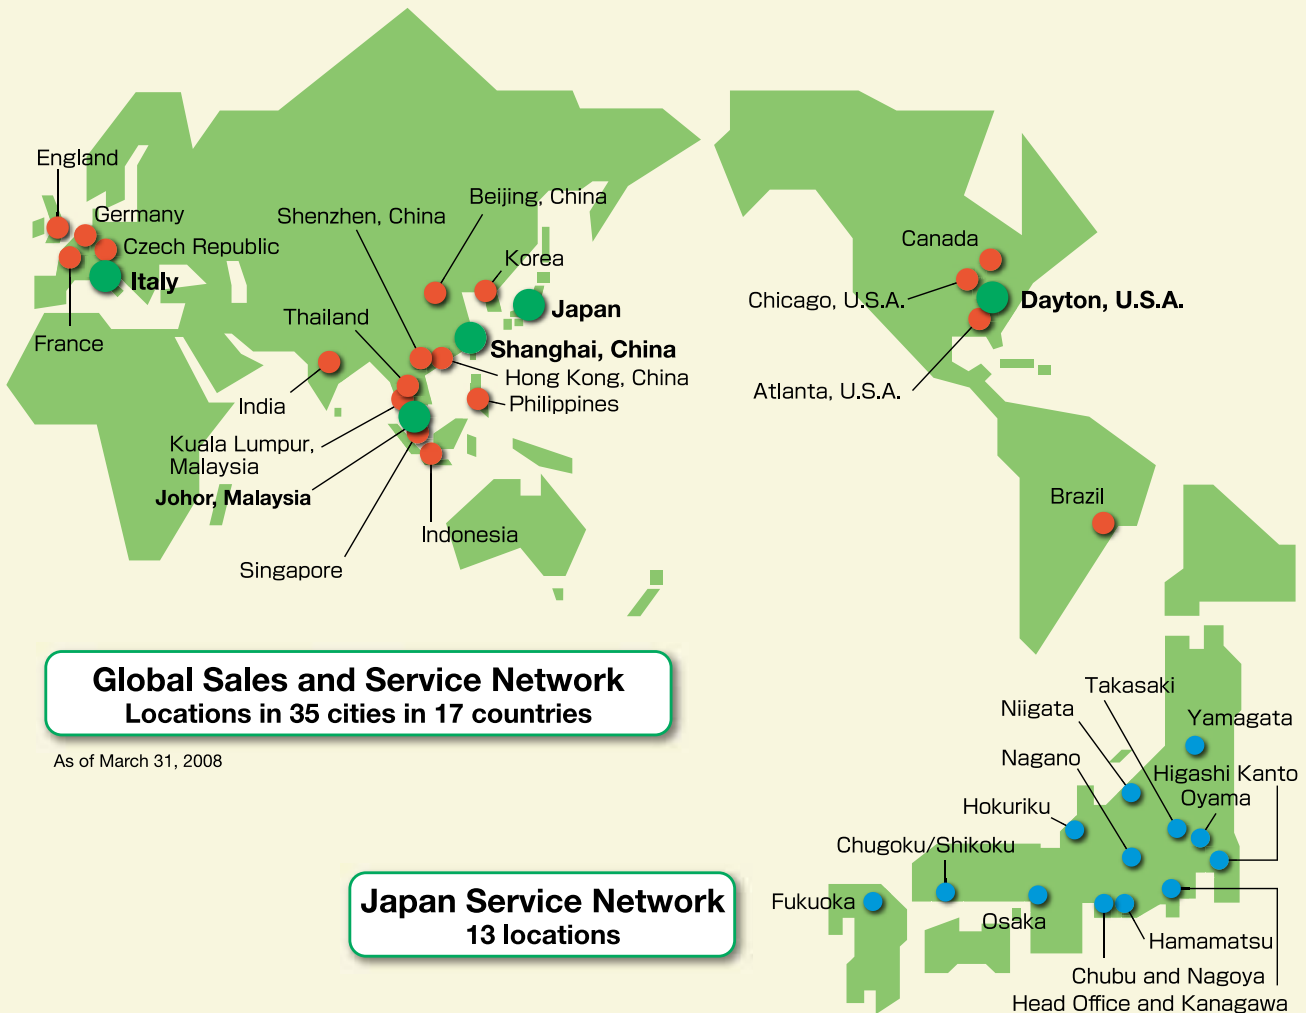 England
Germany
Czech Republic
Italy
France
Shenzhen, China
Beijing, China
Korea
Japan
Thailand
Shanghai, China
Hong Kong, China
Philippines
India
Kuala Lumpur,
Malaysia
Johor, Malaysia
Indonesia
Singapore
Canada
Chicago, U.S.A.
Dayton, U.S.A.
Atlanta, U.S.A.
Brazil
Global Sales and Service Network
Locations in 35 cities in 17 countries
As of March 31, 2008
Takasaki
Niigata
Yamagata
Nagano
Higashi Kanto
Oyama
Hokuriku
Chugoku/Shikoku
Fukuoka
Osaka
Hamamatsu
Chubu and Nagoya
Head Office and Kanagawa
Japan Service Network
13 locations